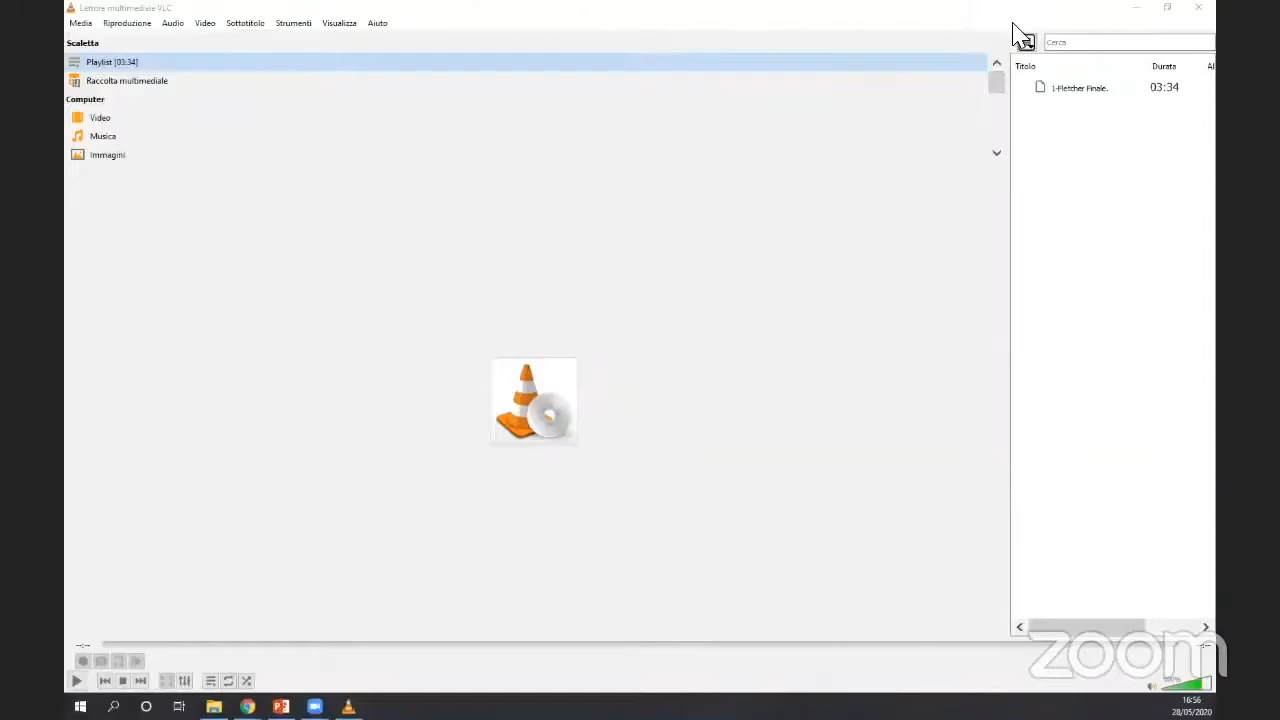 Lettore multimediale VLC
Media Riproduzione Audio Video Sottotitolo Strumenti Visualizza Aiuto
Scaletta
Playlist [03:34]
Raccolta multimediale
Computer
Video
Musica
Immagini
Cerca
Titolo Durata Al
1-Fletcher Finale. 03:34
--:--
--:--
zoom
16:56
28/05/2020